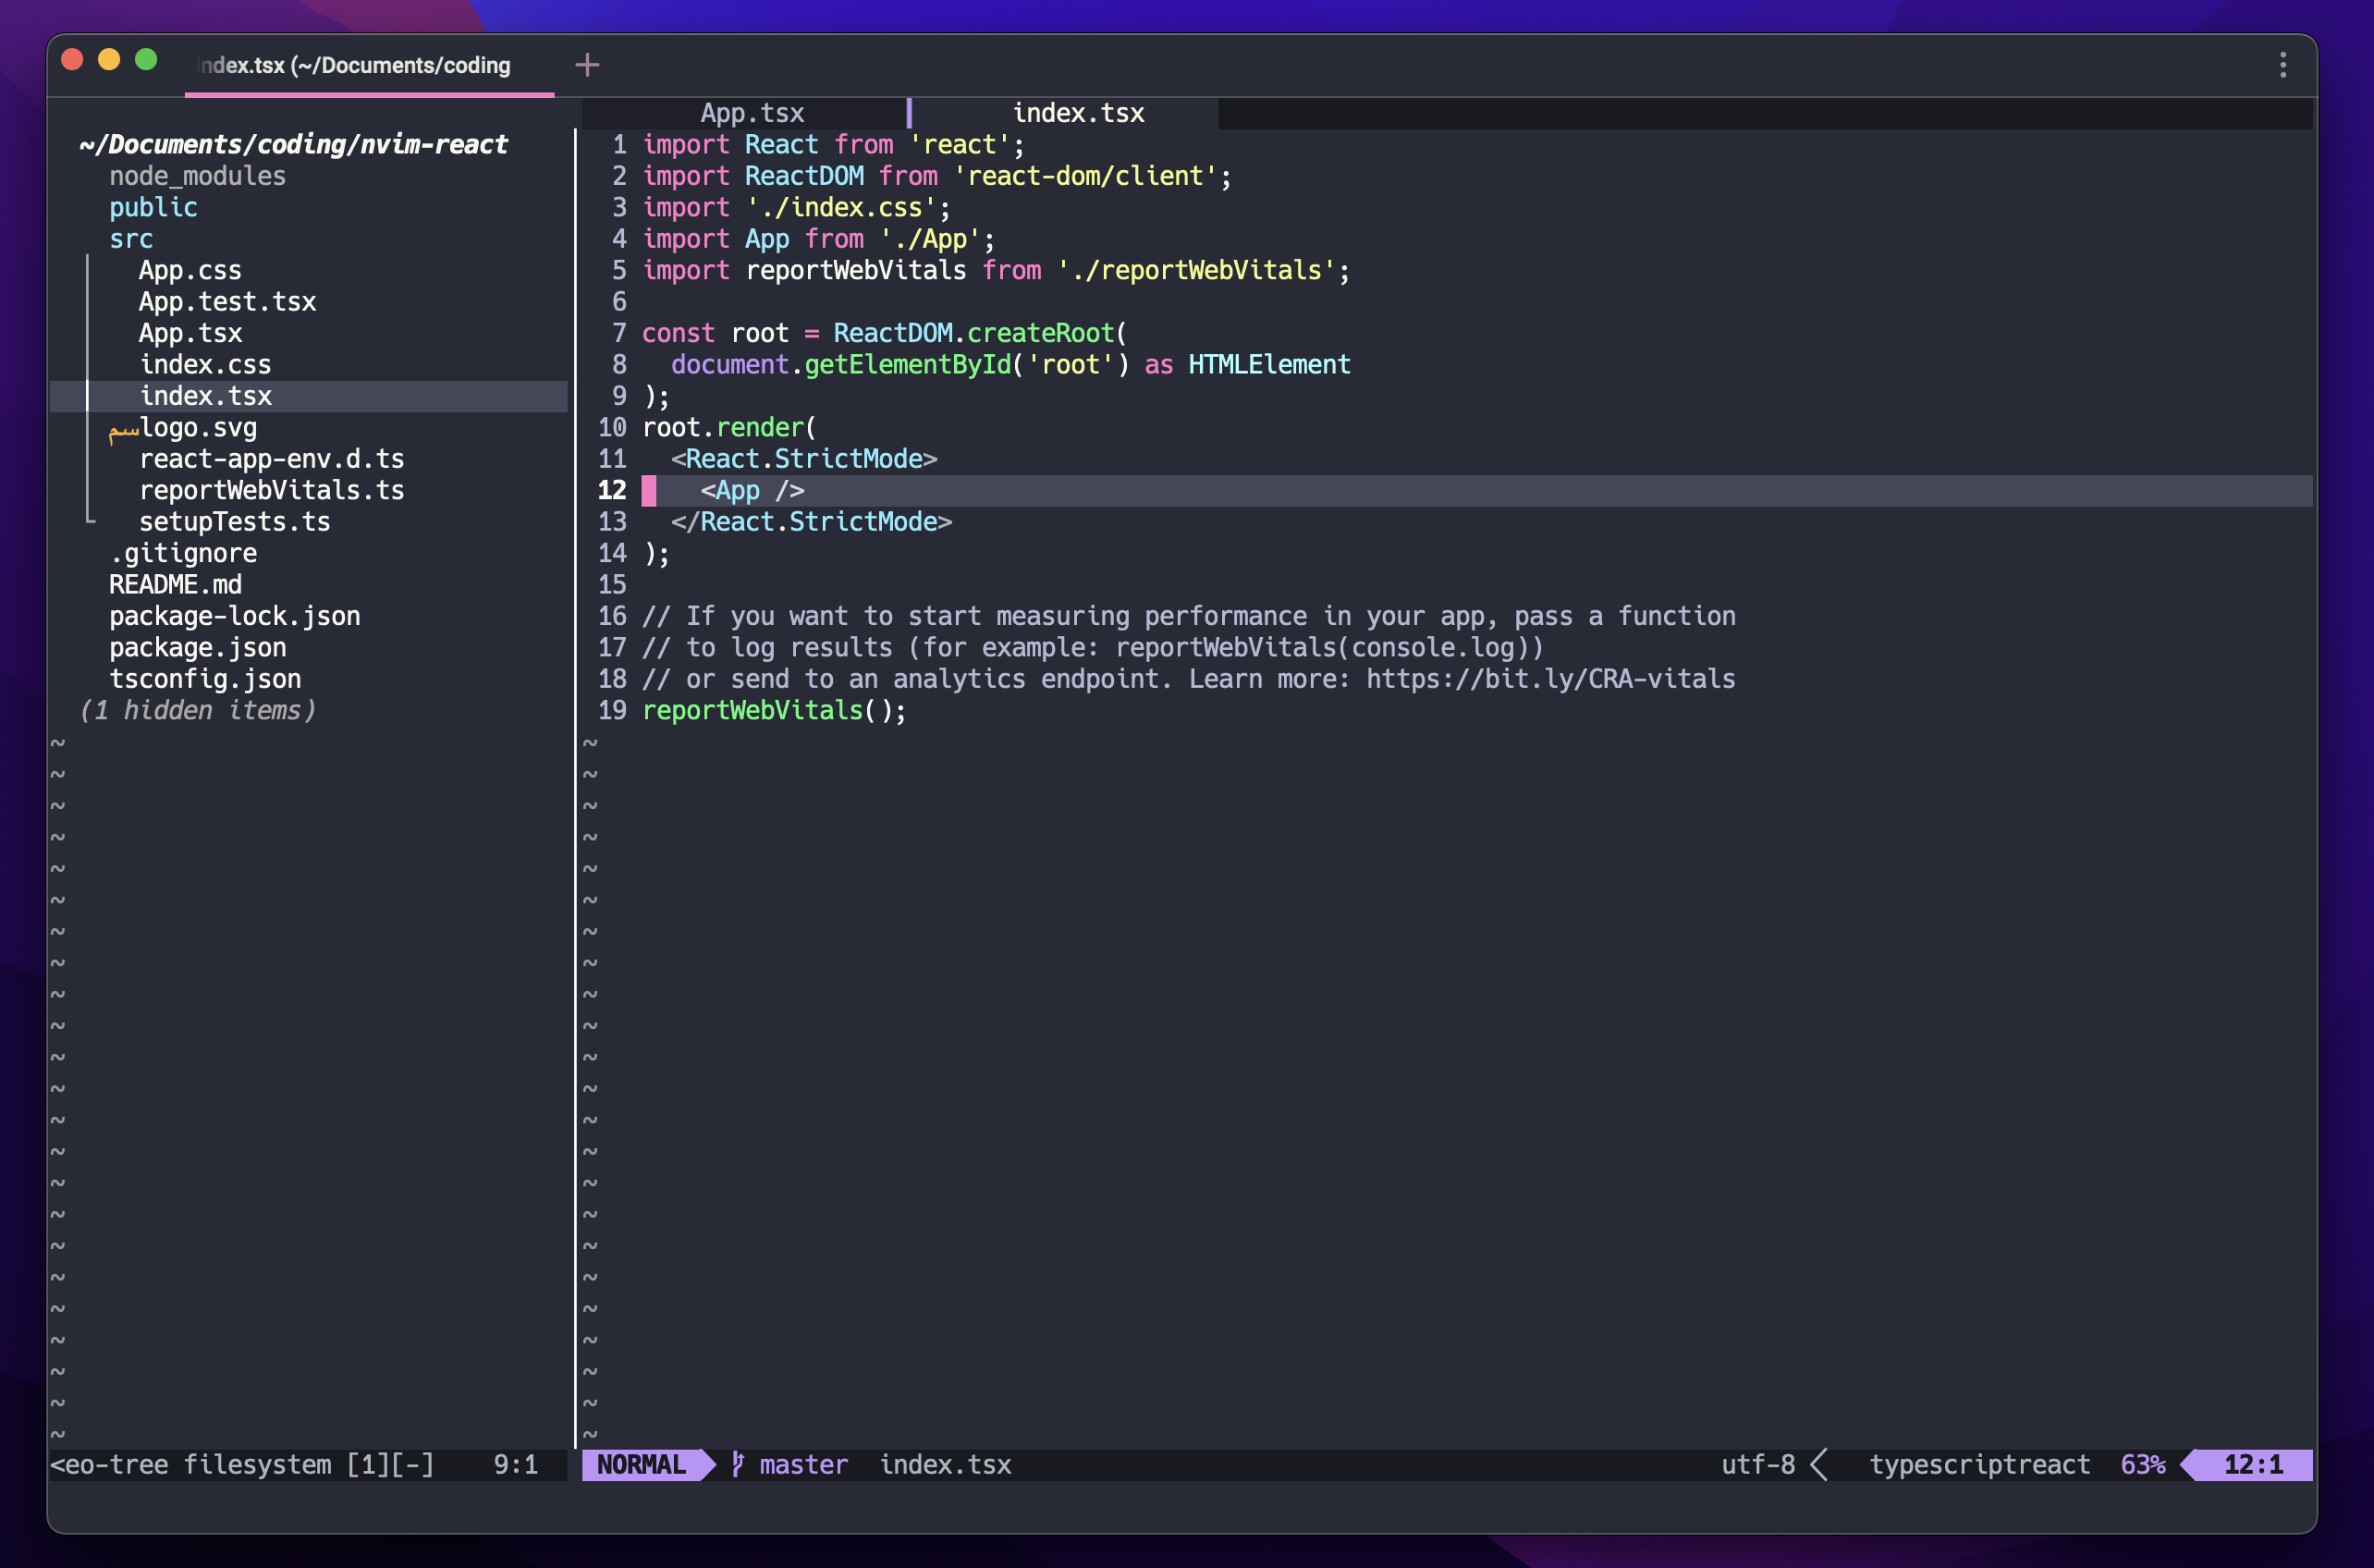 index.tsx (~/Documents/coding
App.tsx
index.tsx
~/Documents/coding/nvim-react
node_modules
public
src
App.css
App.test.tsx
App.tsx
index.css
index.tsx
سم logo.svg
react-app-env.d.ts
reportWebVitals.ts
setupTests.ts
.gitignore
README.md
package-lock.json
package.json
tsconfig.json
(1 hidden items)
1 import React from 'react';
2 import ReactDOM from 'react-dom/client';
3 import './index.css';
4 import App from './App';
5 import reportWebVitals from './reportWebVitals';
6
7 const root = ReactDOM.createRoot(
8 document.getElementById('root') as HTMLElement
9 );
10 root.render(
11 <React.StrictMode>
12 <App />
13 </React.StrictMode>
14 );
15
16 // If you want to start measuring performance in your app, pass a function
17 // to log results (for example: reportWebVitals(console.log))
18 // or send to an analytics endpoint. Learn more: https://bit.ly/CRA-vitals
19 reportWebVitals();
<eo-tree filesystem [1][-] 9:1
NORMAL master index.tsx utf-8 typescriptreact 63% 12:1